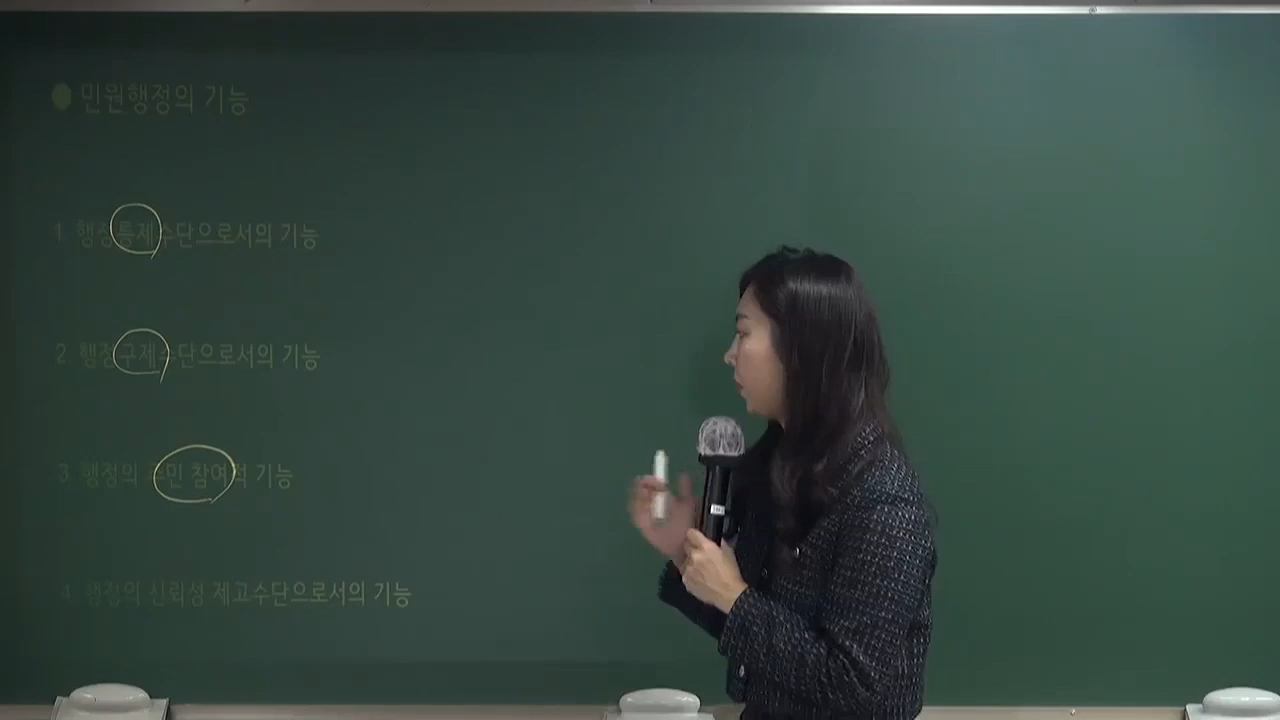 ● 민원행정의 기능
1. 행정통제수단으로서의 기능
2. 행정구제수단으로서의 기능
3. 행정의 주민 참여적 기능
4. 행정의 신뢰성 제고수단으로서의 기능